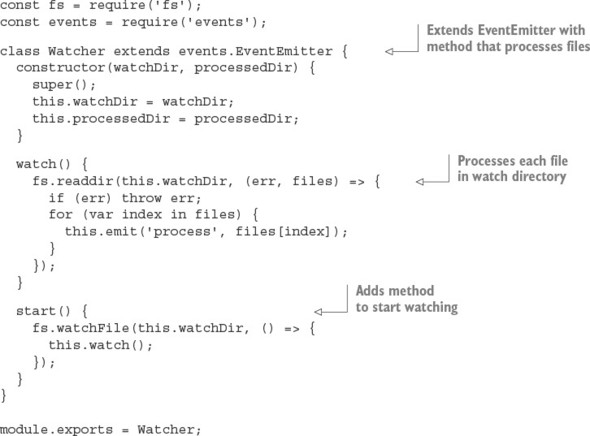 const fs = require('fs');
const events = require('events');
class Watcher extends events.EventEmitter {
Extends EventEmitter with
method that processes files
  constructor(watchDir, processedDir) {
    super();
    this.watchDir = watchDir;
    this.processedDir = processedDir;
  }
  watch() {
Processes each file
in watch directory
    fs.readdir(this.watchDir, (err, files) => {
      if (err) throw err;
      for (var index in files) {
        this.emit('process', files[index]);
      }
    });
  }
Adds method
to start watching
  start() {
    fs.watchFile(this.watchDir, () => {
      this.watch();
    });
  }
}
module.exports = Watcher;